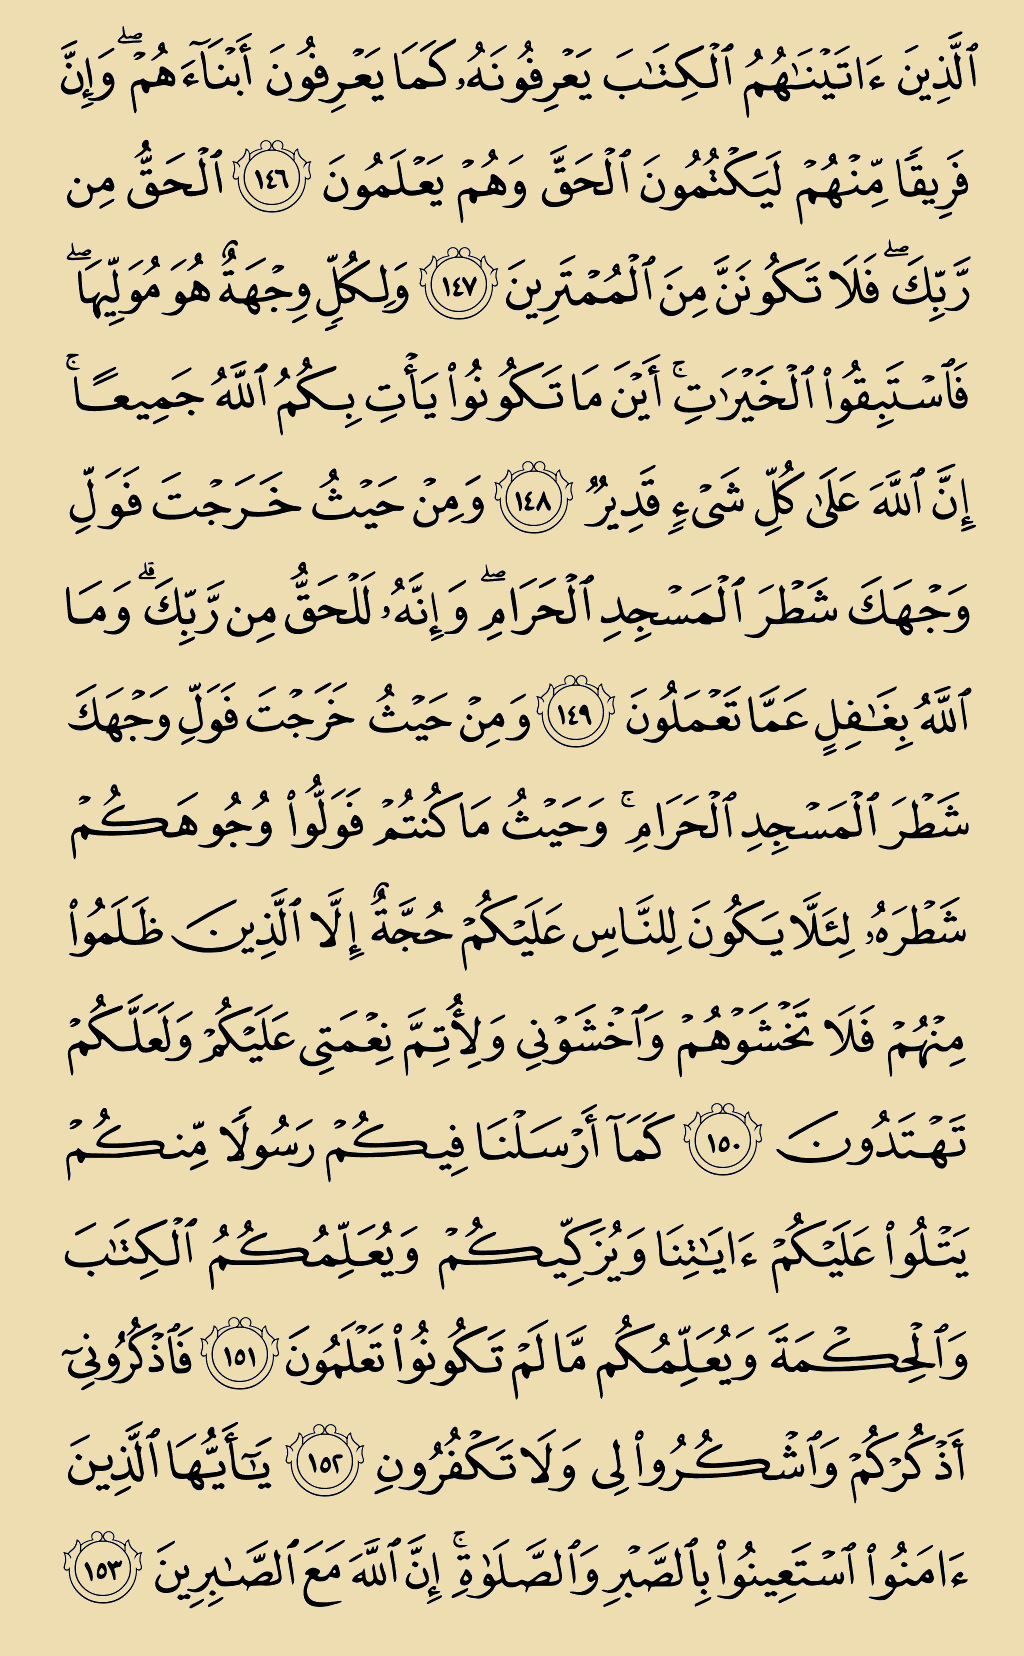 ٱلَّذِينَ ءَاتَيۡنَـٰهُمُ ٱلۡكِتَـٰبَ يَعۡرِفُونَهُۥ كَمَا يَعۡرِفُونَ أَبۡنَآءَهُمۡۖ وَإِنَّ
فَرِيقًا مِّنۡهُمۡ لَيَكۡتُمُونَ ٱلۡحَقَّ وَهُمۡ يَعۡلَمُونَ ١٤٦ ٱلۡحَقُّ مِن
رَّبِّكَۖ فَلَا تَكُونَنَّ مِنَ ٱلۡمُمۡتَرِينَ ١٤٧ وَلِكُلٍّ وِجۡهَةٌ هُوَ مُوَلِّيهَاۖ
فَٱسۡتَبِقُوا۟ ٱلۡخَيۡرَٰتِۚ أَيۡنَ مَا تَكُونُوا۟ يَأۡتِ بِكُمُ ٱللَّهُ جَمِيعًاۚ
إِنَّ ٱللَّهَ عَلَىٰ كُلِّ شَىۡءٍ قَدِيرٌ ١٤٨ وَمِنۡ حَيۡثُ خَرَجۡتَ فَوَلِّ
وَجۡهَكَ شَطۡرَ ٱلۡمَسۡجِدِ ٱلۡحَرَامِۖ وَإِنَّهُۥ لَلۡحَقُّ مِن رَّبِّكَۗ وَمَا
ٱللَّهُ بِغَـٰفِلٍ عَمَّا تَعۡمَلُونَ ١٤٩ وَمِنۡ حَيۡثُ خَرَجۡتَ فَوَلِّ وَجۡهَكَ
شَطۡرَ ٱلۡمَسۡجِدِ ٱلۡحَرَامِۚ وَحَيۡثُ مَا كُنتُمۡ فَوَلُّوا۟ وُجُوهَكُمۡ
شَطۡرَهُۥ لِئَلَّا يَكُونَ لِلنَّاسِ عَلَيۡكُمۡ حُجَّةٌ إِلَّا ٱلَّذِينَ ظَلَمُوا۟
مِنۡهُمۡ فَلَا تَخۡشَوۡهُمۡ وَٱخۡشَوۡنِى وَلِأُتِمَّ نِعۡمَتِى عَلَيۡكُمۡ وَلَعَلَّكُمۡ
تَهۡتَدُونَ ١٥٠ كَمَآ أَرۡسَلۡنَا فِيكُمۡ رَسُولًا مِّنكُمۡ
يَتۡلُوا۟ عَلَيۡكُمۡ ءَايَـٰتِنَا وَيُزَكِّيكُمۡ وَيُعَلِّمُكُمُ ٱلۡكِتَـٰبَ
وَٱلۡحِكۡمَةَ وَيُعَلِّمُكُم مَّا لَمۡ تَكُونُوا۟ تَعۡلَمُونَ ١٥١ فَٱذۡكُرُونِىٓ
أَذۡكُرۡكُمۡ وَٱشۡكُرُوا۟ لِى وَلَا تَكۡفُرُونِ ١٥٢ يَـٰٓأَيُّهَا ٱلَّذِينَ
ءَامَنُوا۟ ٱسۡتَعِينُوا۟ بِٱلصَّبۡرِ وَٱلصَّلَوٰةِۚ إِنَّ ٱللَّهَ مَعَ ٱلصَّـٰبِرِينَ ١٥٣